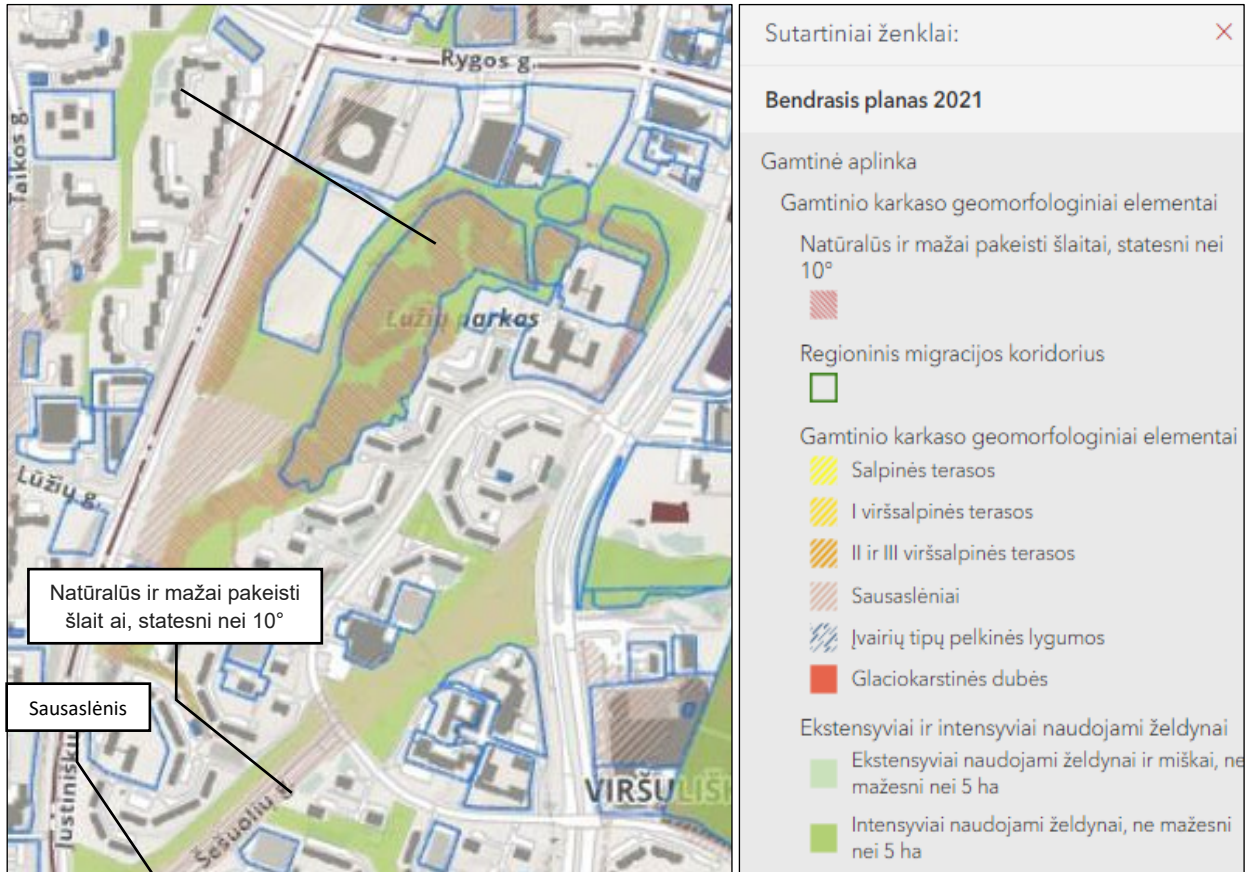 Rygos g.
Taikos g.
Lūžių parkas
Lūžių g.
Natūralūs ir mažai pakeisti
šlait ai, statesni nei 10°
Sausaslėnis
Justiniškių
Šešuolių g.
VIRŠULIŠK
Sutartiniai ženklai:
Bendrasis planas 2021
Gamtinė aplinka
Gamtinio karkaso geomorfologiniai elementai
Natūralūs ir mažai pakeisti šlaitai, statesni nei
10°
Regioninis migracijos koridorius
Gamtinio karkaso geomorfologiniai elementai
Salpinės terasos
I viršsalpinės terasos
II ir III viršsalpinės terasos
Sausaslėniai
Įvairių tipų pelkinės lygumos
Glaciokarstinės dubės
Ekstensyviai ir intensyviai naudojami želdynai
Ekstensyviai naudojami želdynai ir miškai, ne
mažesni nei 5 ha
Intensyviai naudojami želdynai, ne mažesni
nei 5 ha